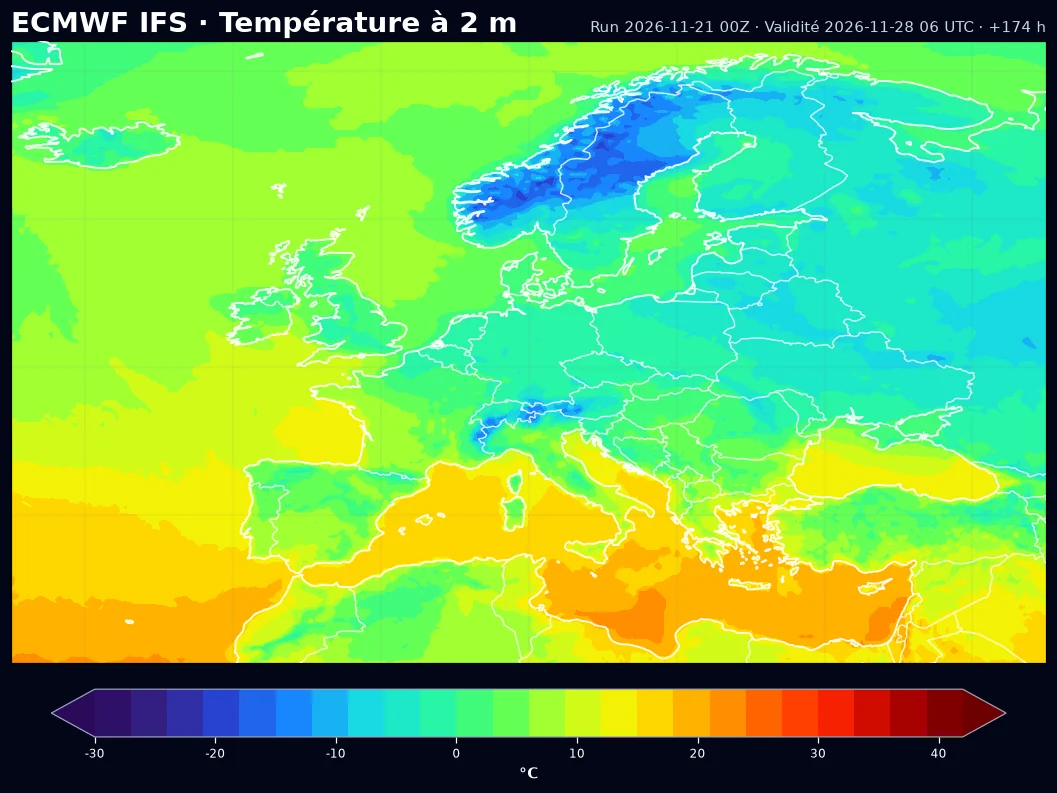 ECMWF IFS · Température à 2 m
Run 2026-11-21 00Z · Validité 2026-11-28 06 UTC · +174 h
-30 -20 -10 0 10 20 30 40
°C